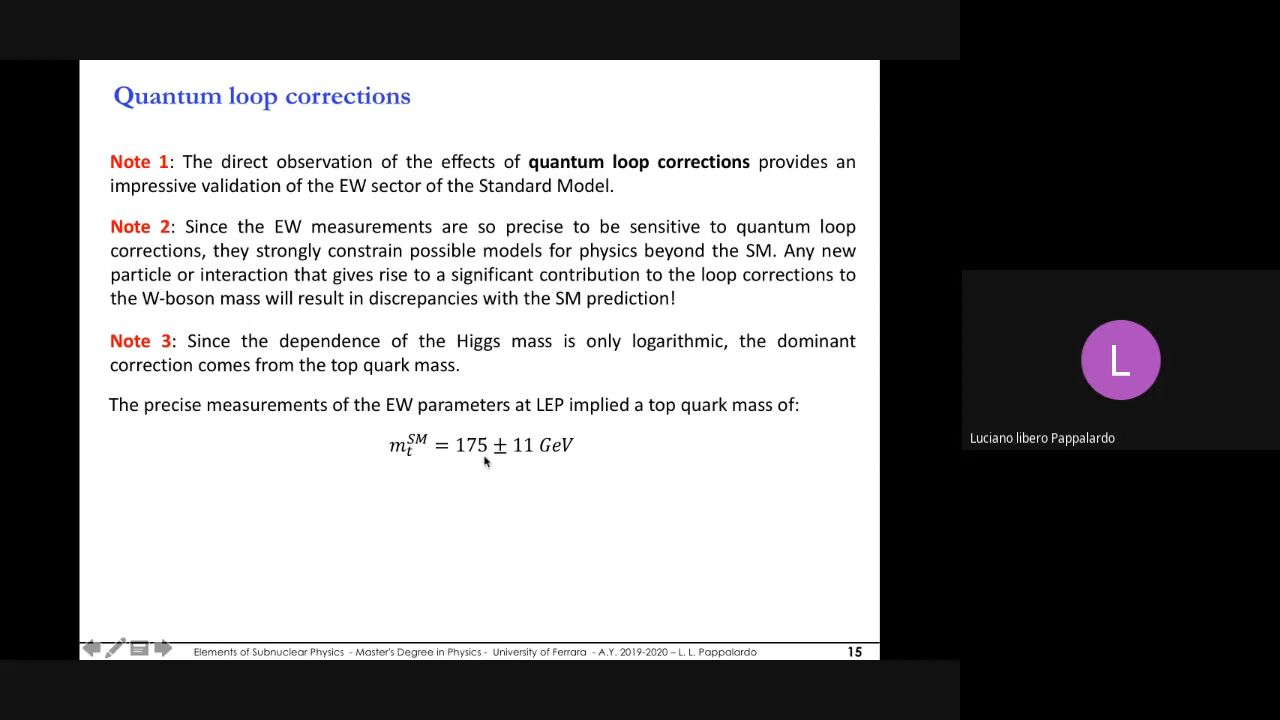 Quantum loop corrections
Note 1: The direct observation of the effects of quantum loop corrections provides an
impressive validation of the EW sector of the Standard Model.
Note 2: Since the EW measurements are so precise to be sensitive to quantum loop
corrections, they strongly constrain possible models for physics beyond the SM. Any new
particle or interaction that gives rise to a significant contribution to the loop corrections to
the W-boson mass will result in discrepancies with the SM prediction!
Note 3: Since the dependence of the Higgs mass is only logarithmic, the dominant
correction comes from the top quark mass.
The precise measurements of the EW parameters at LEP implied a top quark mass of:
m_t^SM = 175 ± 11 GeV
L
Luciano libero Pappalardo
Elements of Subnuclear Physics - Master's Degree in Physics - University of Ferrara - A.Y. 2019-2020 – L. L. Pappalardo 15